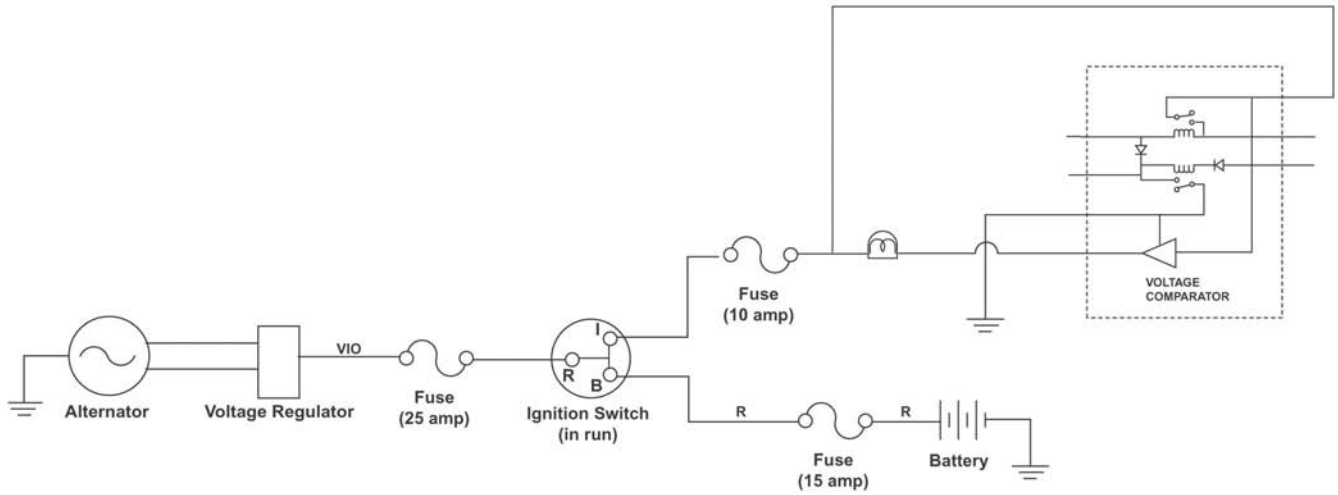 VOLTAGE
COMPARATOR
Fuse
(10 amp)
I
R
B
VIO
Alternator
Voltage Regulator
Fuse
(25 amp)
Ignition Switch
(in run)
R
R
Fuse
(15 amp)
Battery